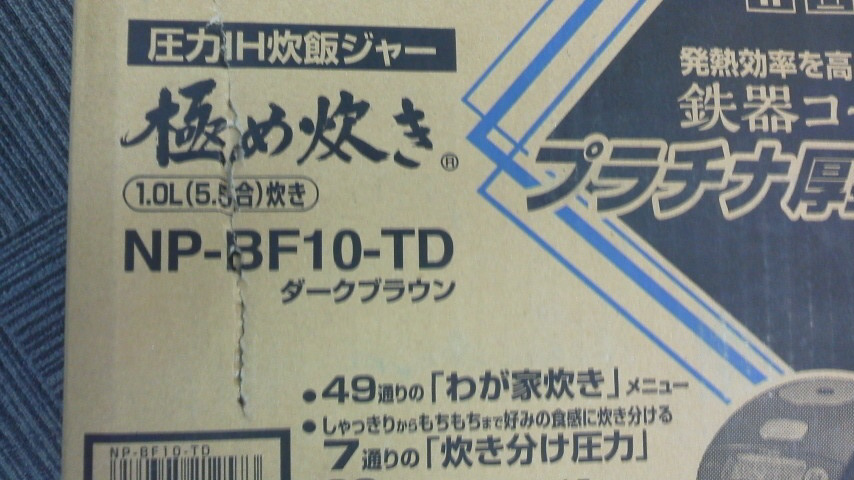 圧力IH炊飯ジャー
極め炊き®
1.0L(5.5合)炊き
NP-BF10-TD
ダークブラウン
発熱効率を高
鉄器コ
プラチナ厚
●49通りの「わが家炊き」メニュー
●しゃっきりからもちもちまで好みの食感に炊き分ける
7通りの「炊き分け圧力」
NP-BF10-TD